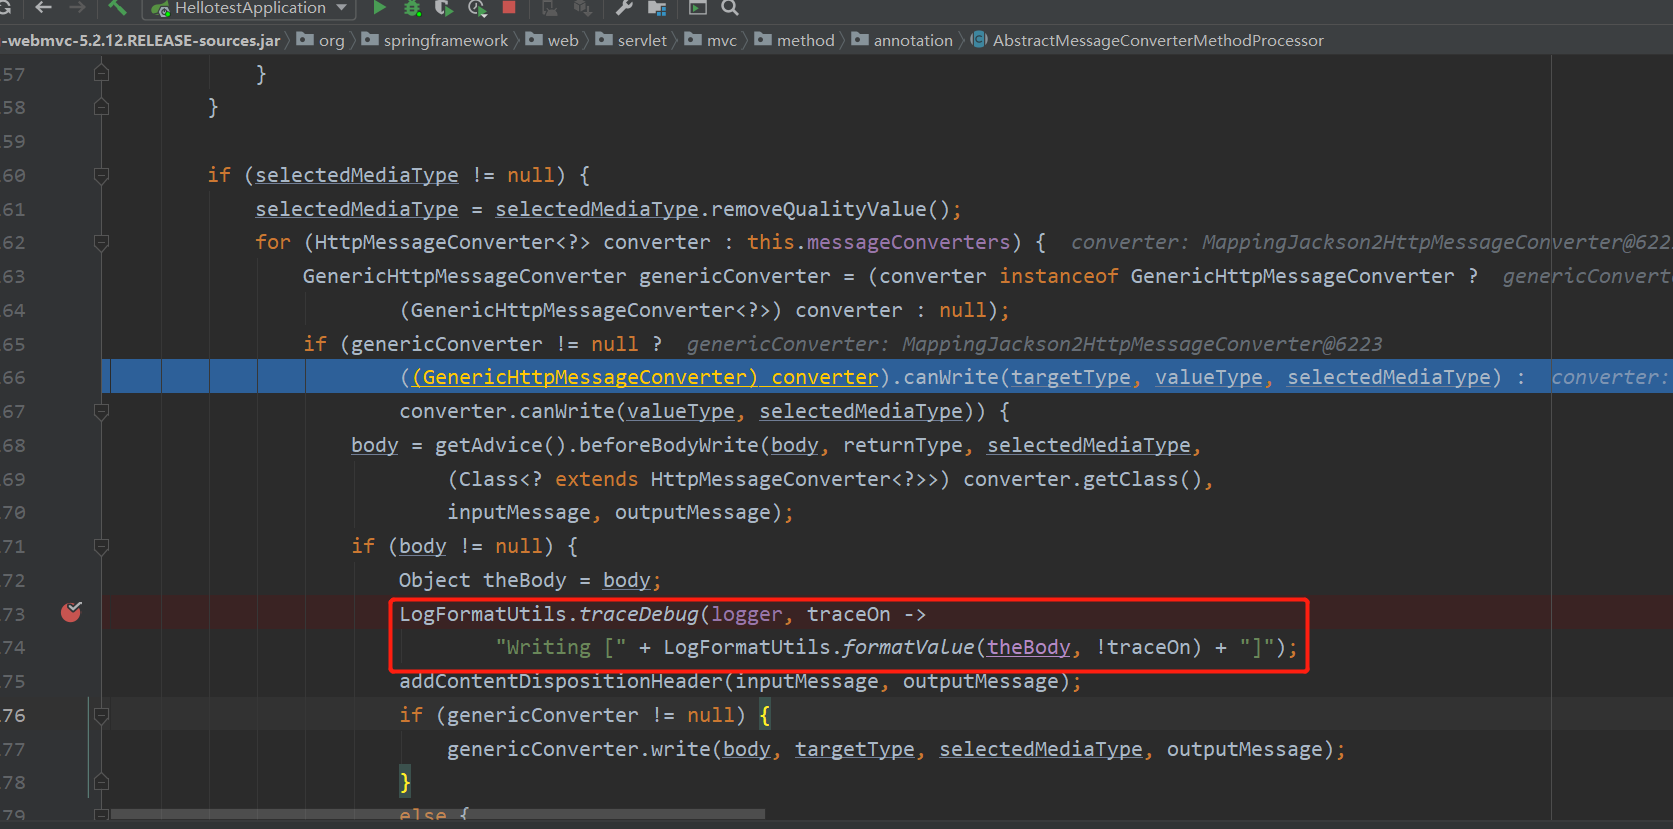 HellotestApplication
-webmvc-5.2.12.RELEASE-sources.jar org springframework web servlet mvc method annotation AbstractMessageConverterMethodProcessor
57 }
58 }
59
60 if (selectedMediaType != null) {
61 selectedMediaType = selectedMediaType.removeQualityValue();
62 for (HttpMessageConverter<?> converter : this.messageConverters) { converter: MappingJackson2HttpMessageConverter@622
63 GenericHttpMessageConverter genericConverter = (converter instanceof GenericHttpMessageConverter ? genericConvert
64 (GenericHttpMessageConverter<?>) converter : null);
65 if (genericConverter != null ? genericConverter: MappingJackson2HttpMessageConverter@6223
66 ((GenericHttpMessageConverter) converter).canWrite(targetType, valueType, selectedMediaType) : converter:
67 converter.canWrite(valueType, selectedMediaType)) {
68 body = getAdvice().beforeBodyWrite(body, returnType, selectedMediaType,
69 (Class<? extends HttpMessageConverter<?>>) converter.getClass(),
70 inputMessage, outputMessage);
71 if (body != null) {
72 Object theBody = body;
73 LogFormatUtils.traceDebug(logger, traceOn ->
74 "Writing [" + LogFormatUtils.formatValue(theBody, !traceOn) + "]");
75 addContentDispositionHeader(inputMessage, outputMessage);
76 if (genericConverter != null) {
77 genericConverter.write(body, targetType, selectedMediaType, outputMessage);
78 }
79 else {